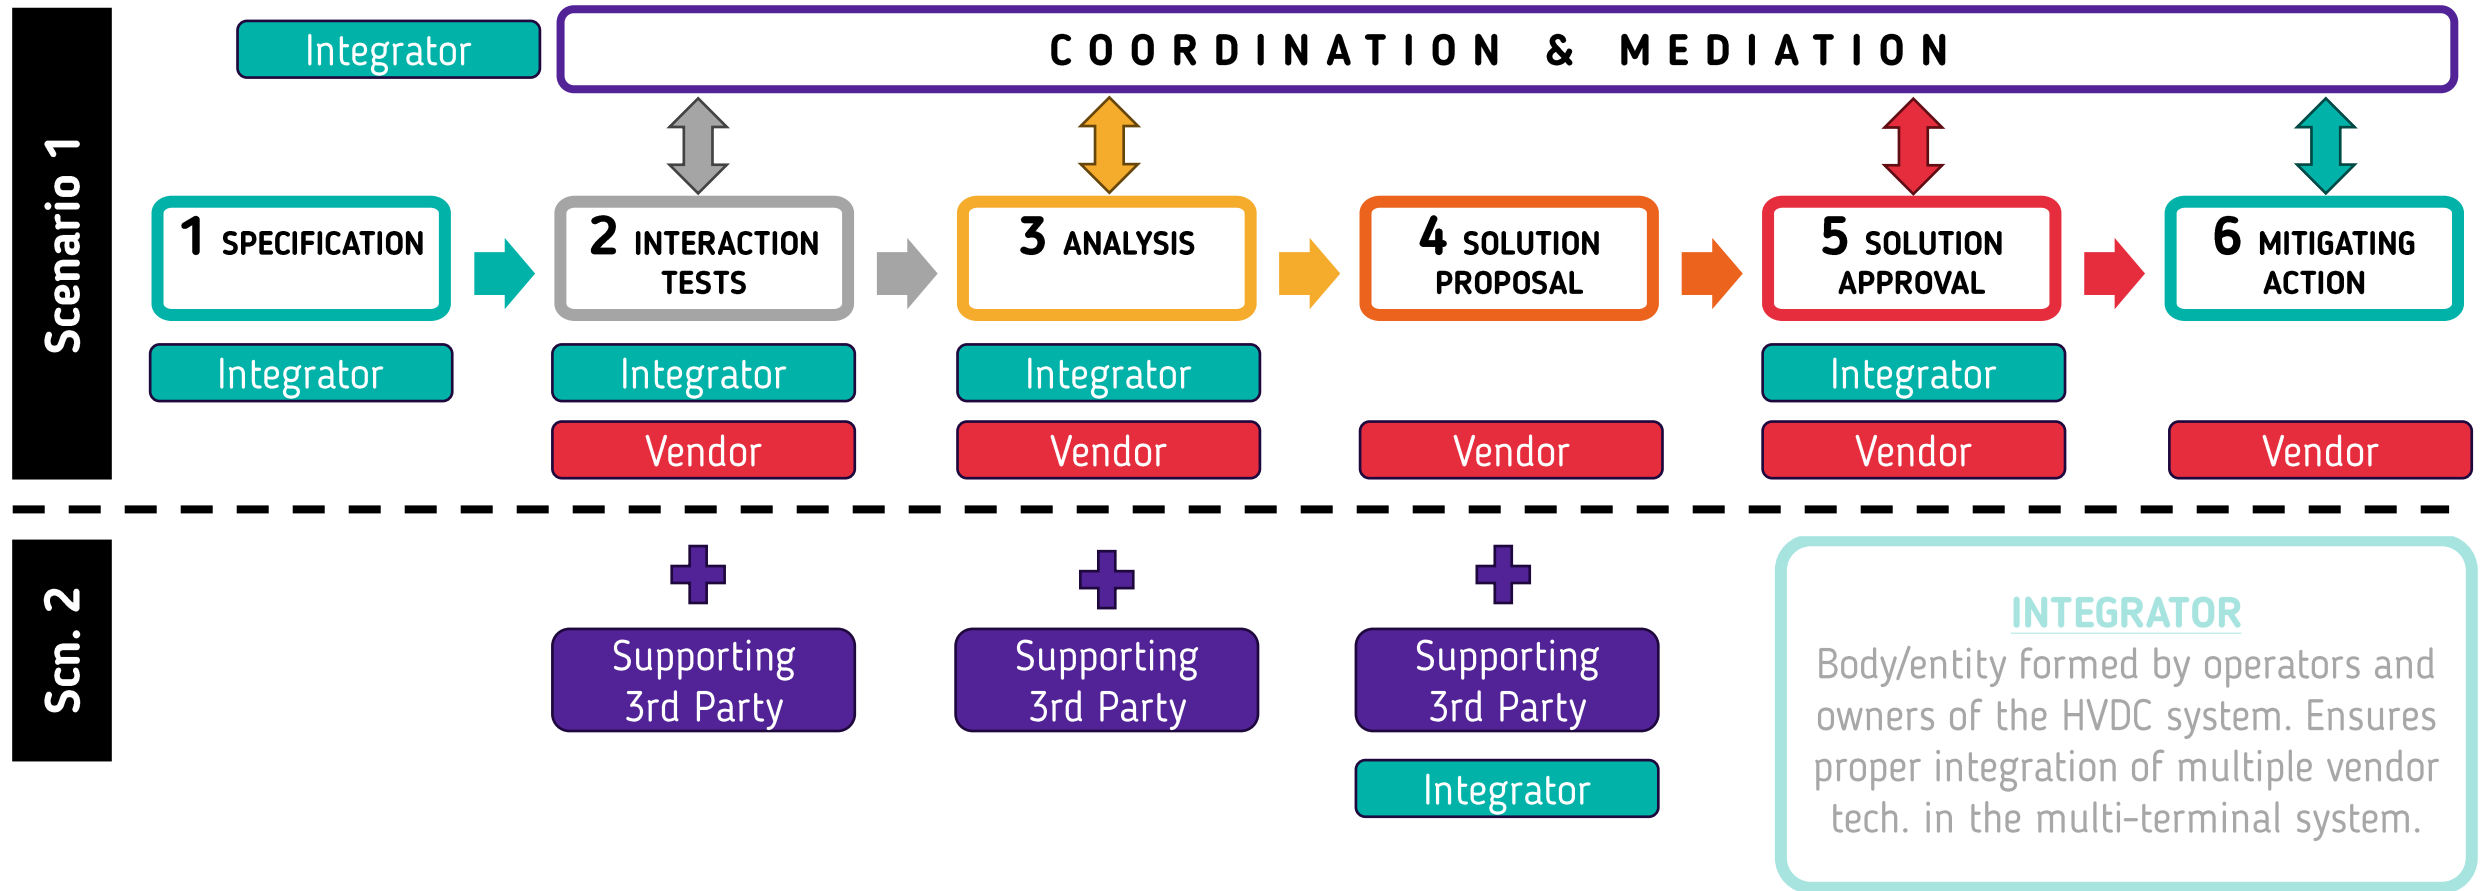 Scenario 1
Integrator
COORDINATION & MEDIATION
1 SPECIFICATION
2 INTERACTION
TESTS
3 ANALYSIS
4 SOLUTION
PROPOSAL
5 SOLUTION
APPROVAL
6 MITIGATING
ACTION
Integrator
Integrator
Integrator
Integrator
Vendor
Vendor
Vendor
Vendor
Vendor
Scn. 2
Supporting
3rd Party
Supporting
3rd Party
Supporting
3rd Party
Integrator
INTEGRATOR
Body/entity formed by operators and
owners of the HVDC system. Ensures
proper integration of multiple vendor
tech. in the multi-terminal system.